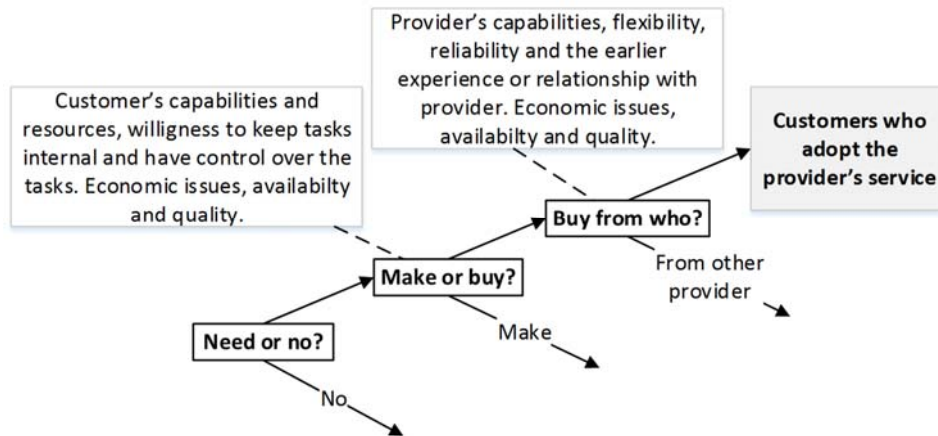 Provider’s capabilities, flexibility,
reliability and the earlier
experience or relationship with
provider. Economic issues,
availabilty and quality.
Customer’s capabilities and
resources, willigness to keep tasks
internal and have control over the
tasks. Economic issues, availabilty
and quality.
Customers who
adopt the
provider’s service
Buy from who?
From other
provider
Make or buy?
Make
Need or no?
No